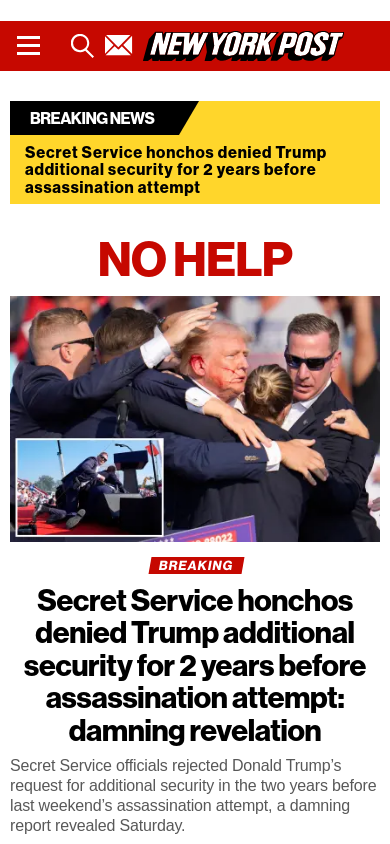 NEW YORK POST
BREAKING NEWS
Secret Service honchos denied Trump
additional security for 2 years before
assassination attempt
NO HELP
88022
BREAKING
Secret Service honchos
denied Trump additional
security for 2 years before
assassination attempt:
damning revelation
Secret Service officials rejected Donald Trump’s
request for additional security in the two years before
last weekend’s assassination attempt, a damning
report revealed Saturday.